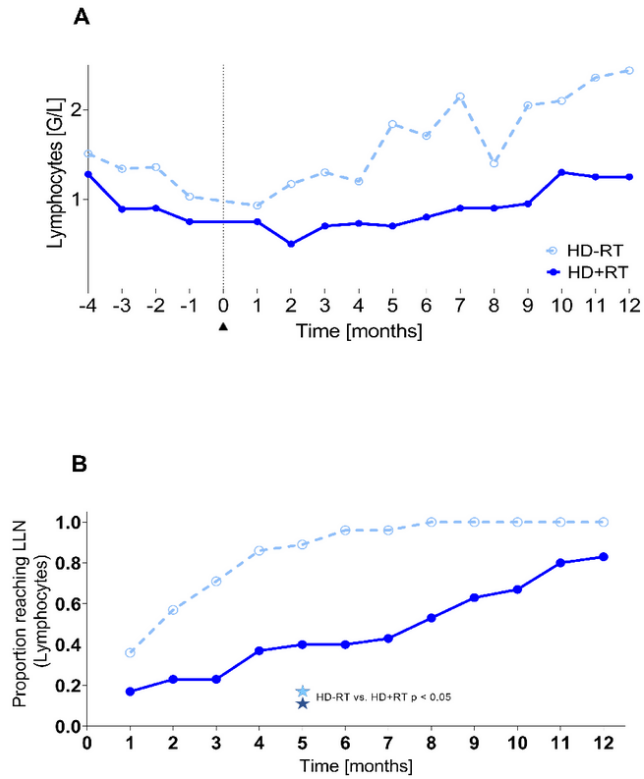 A
Lymphocytes [G/L]
2
1
HD-RT
HD+RT
-4 -3 -2 -1 0 1 2 3 4 5 6 7 8 9 10 11 12
Time [months]
B
Proportion reaching LLN
(Lymphocytes)
1.0
0.8
0.6
0.4
0.2
0.0
HD-RT vs. HD+RT p < 0.05
0 1 2 3 4 5 6 7 8 9 10 11 12
Time [months]